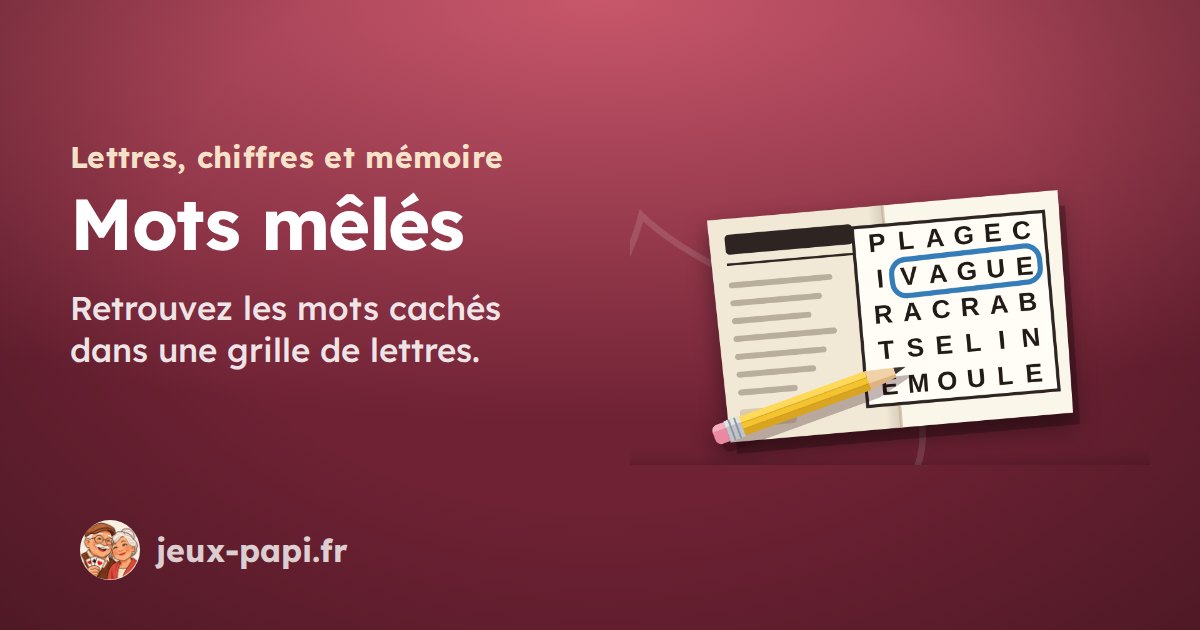 Lettres, chiffres et mémoire
Mots mêlés
Retrouvez les mots cachés
dans une grille de lettres.
PLAGEC
IVAGUE
RACRAB
TSELIN
EMOULE
jeux-papi.fr